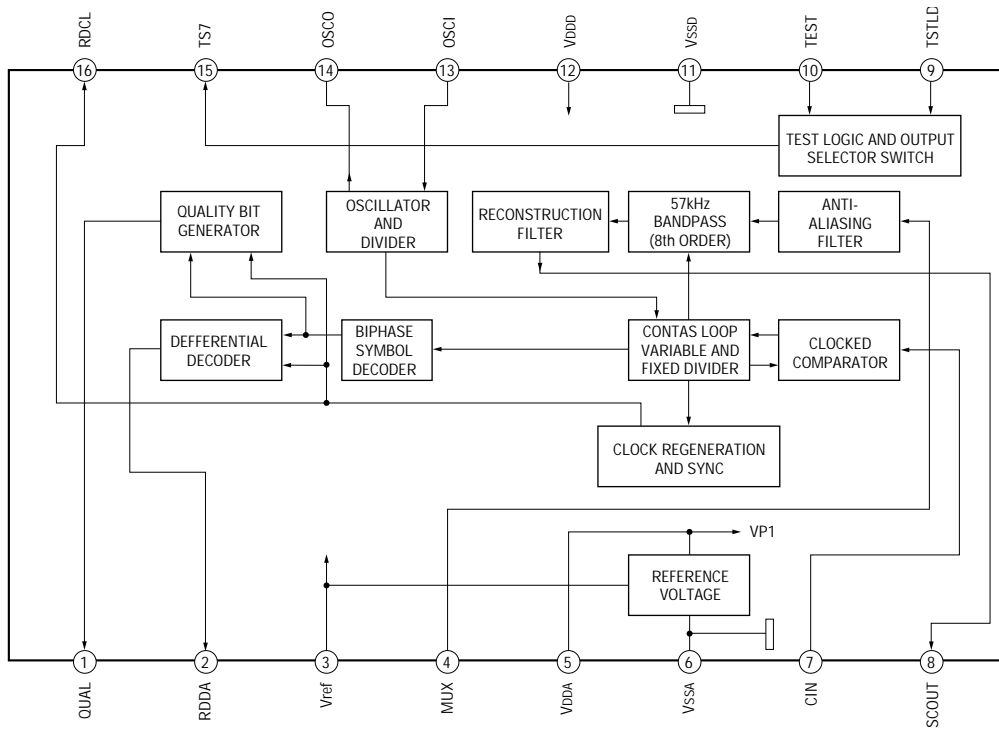 RDCL
TS7
OSCO
OSCI
VDDD
VSSD
TEST
TSTLD
16
15
14
13
12
11
10
9
TEST LOGIC AND OUTPUT
SELECTOR SWITCH
QUALITY BIT
GENERATOR
OSCILLATOR
AND
DIVIDER
RECONSTRUCTION
FILTER
57kHz
BANDPASS
(8th ORDER)
ANTI-
ALIASING
FILTER
DEFFERENTIAL
DECODER
BIPHASE
SYMBOL
DECODER
CONTAS LOOP
VARIABLE AND
FIXED DIVIDER
CLOCKED
COMPARATOR
CLOCK REGENERATION
AND SYNC
VP1
REFERENCE
VOLTAGE
1
2
3
4
5
6
7
8
QUAL
RDDA
Vref
MUX
VDDA
VSSA
CIN
SCOUT